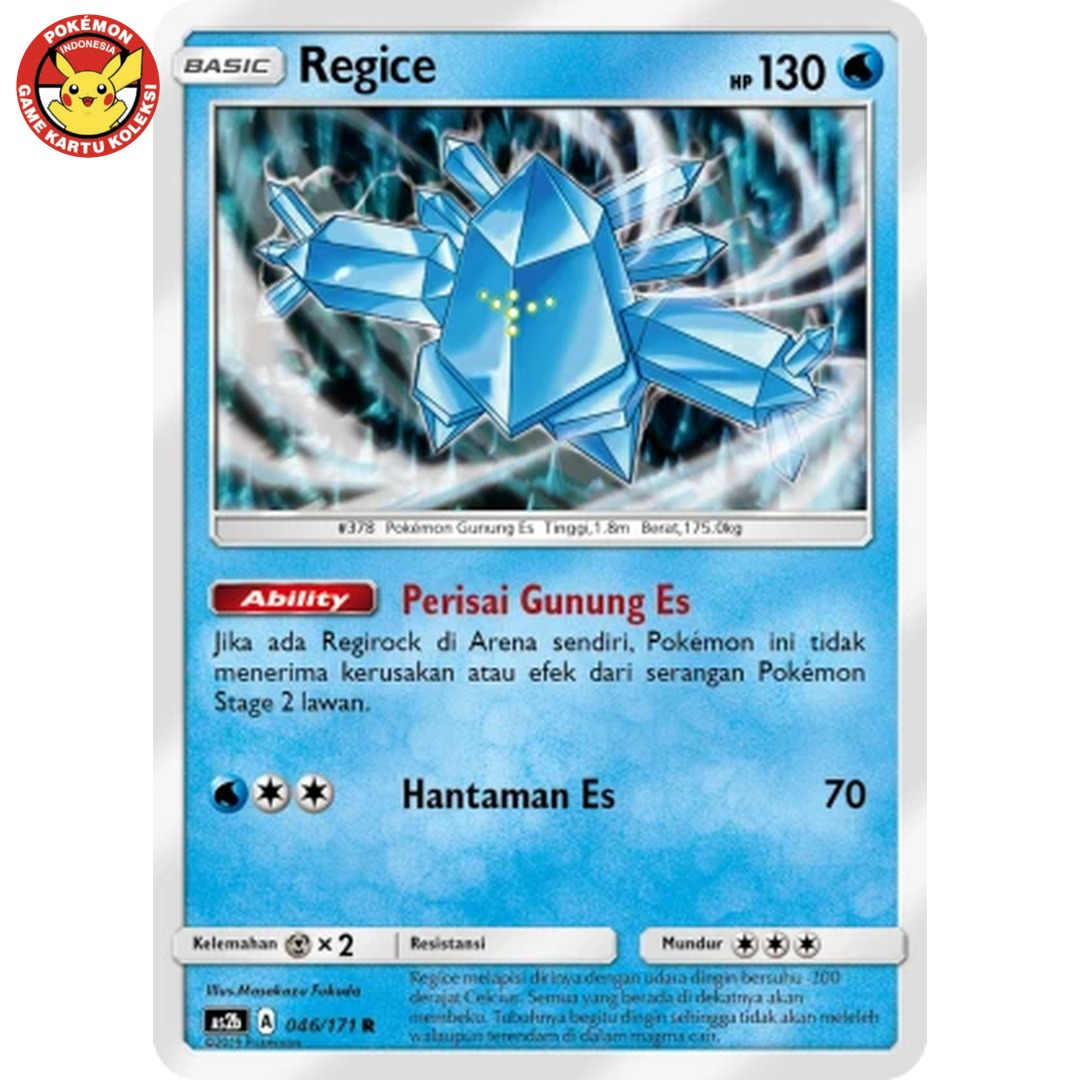 POKÉMON
INDONESIA
GAME KARTU KOLEKSI
BASIC Regice HP 130
#378 Pokémon Gunung Es Tinggi,1.8m Berat,175.0kg
Ability Perisai Gunung Es
Jika ada Regirock di Arena sendiri, Pokémon ini tidak
menerima kerusakan atau efek dari serangan Pokémon
Stage 2 lawan.
Hantaman Es 70
Kelemahan ×2 Resistansi Mundur
Illus.Masakazu Fukuda
Regice melapisi dirinya dengan udara dingin bersuhu -200
derajat Celcius. Semua yang berada di dekatnya akan
membeku. Tubuhnya begitu dingin sehingga tidak akan meleleh
walaupun terendam di dalam magma cair.
as2b A 046/171 R
©2019 Pokémon